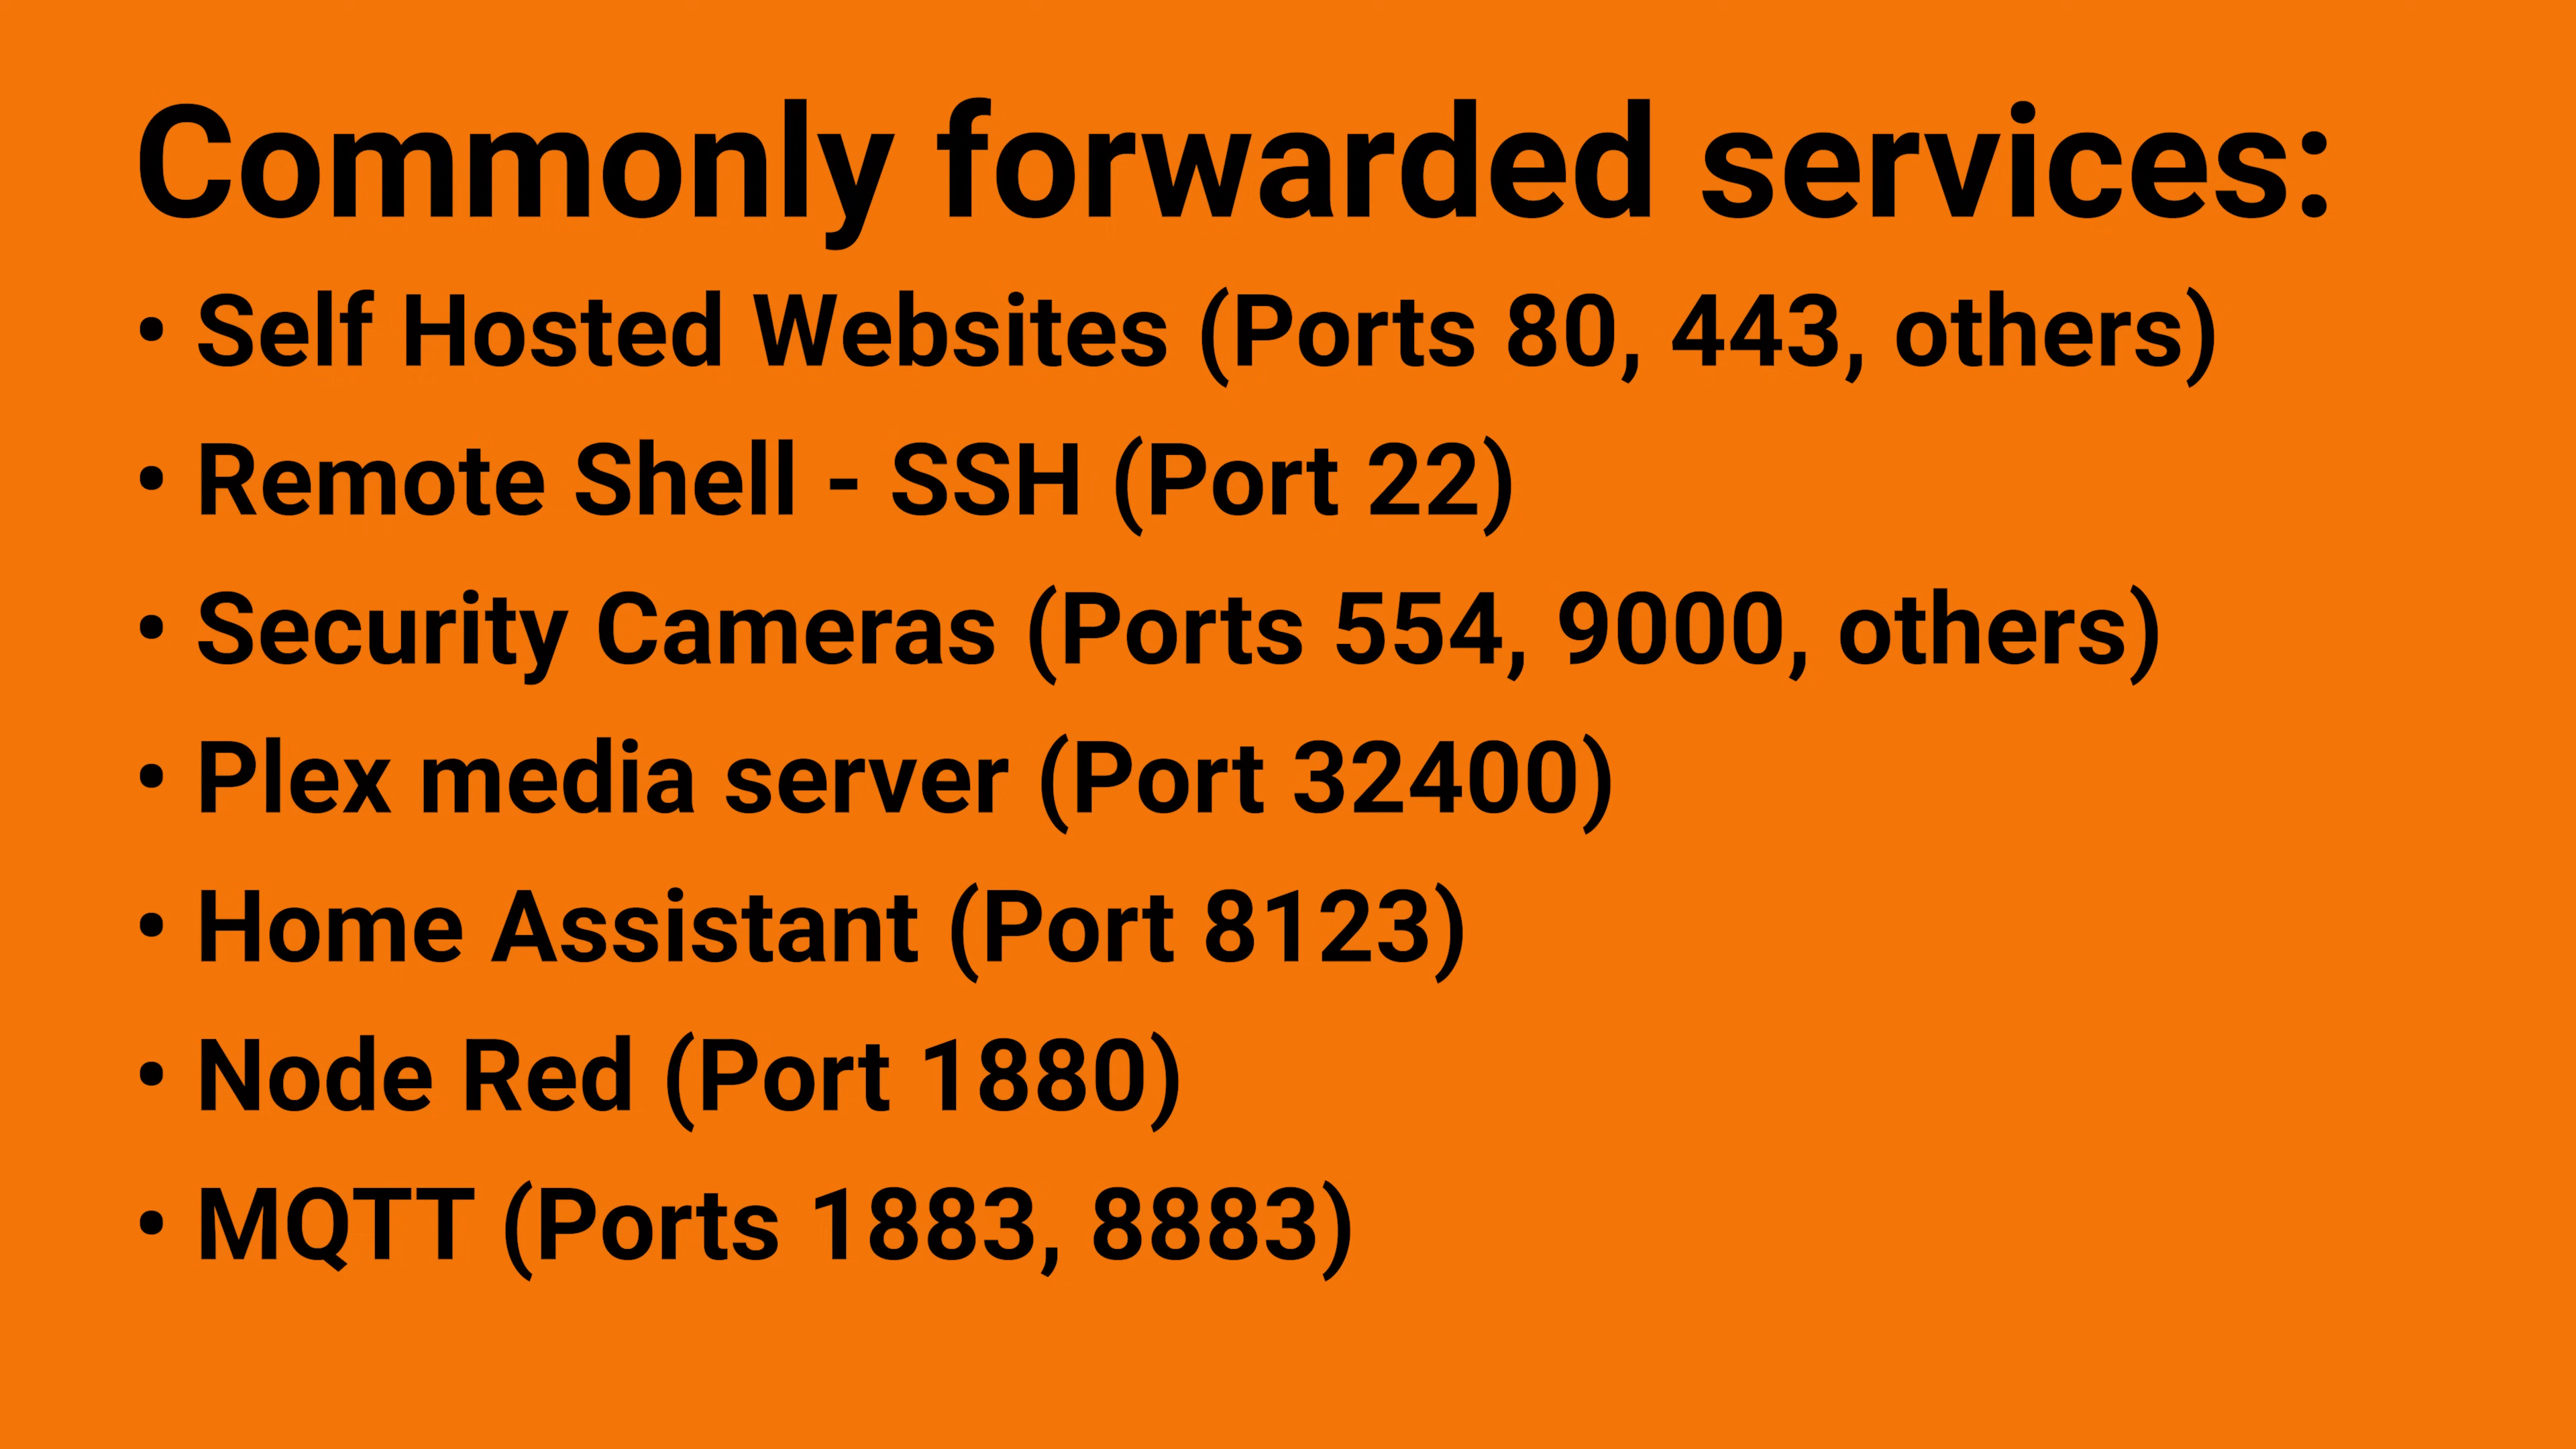 Commonly forwarded services:
• Self Hosted Websites (Ports 80, 443, others)
• Remote Shell - SSH (Port 22)
• Security Cameras (Ports 554, 9000, others)
• Plex media server (Port 32400)
• Home Assistant (Port 8123)
• Node Red (Port 1880)
• MQTT (Ports 1883, 8883)